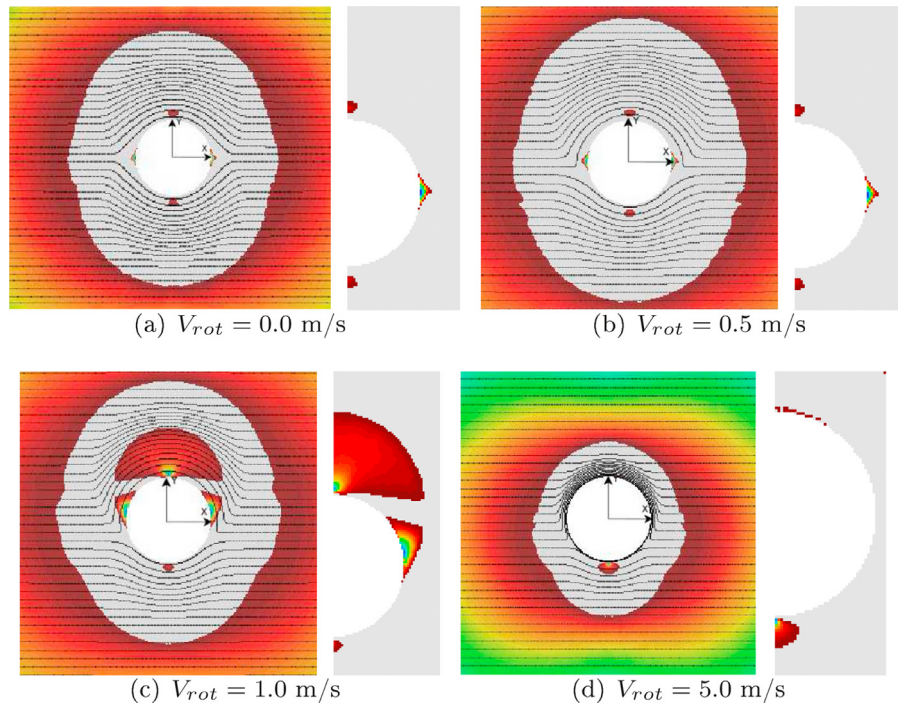 Y
X
Y
X
(a) V_rot = 0.0 m/s
(b) V_rot = 0.5 m/s
Y
X
Y
X
(c) V_rot = 1.0 m/s
(d) V_rot = 5.0 m/s